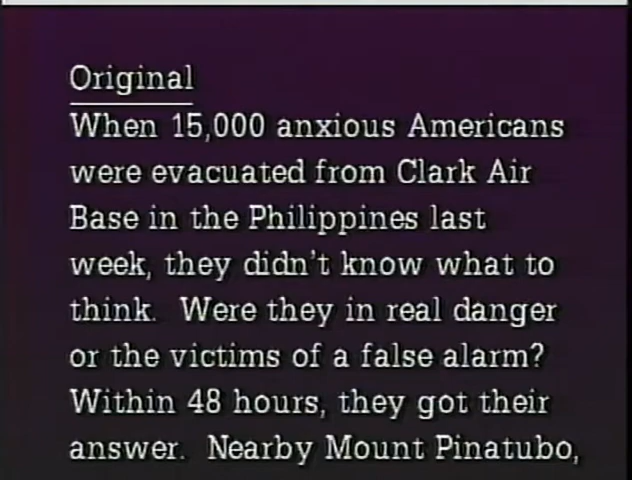 Original
When 15,000 anxious Americans
were evacuated from Clark Air
Base in the Philippines last
week, they didn't know what to
think.  Were they in real danger
or the victims of a false alarm?
Within 48 hours, they got their
answer.  Nearby Mount Pinatubo,